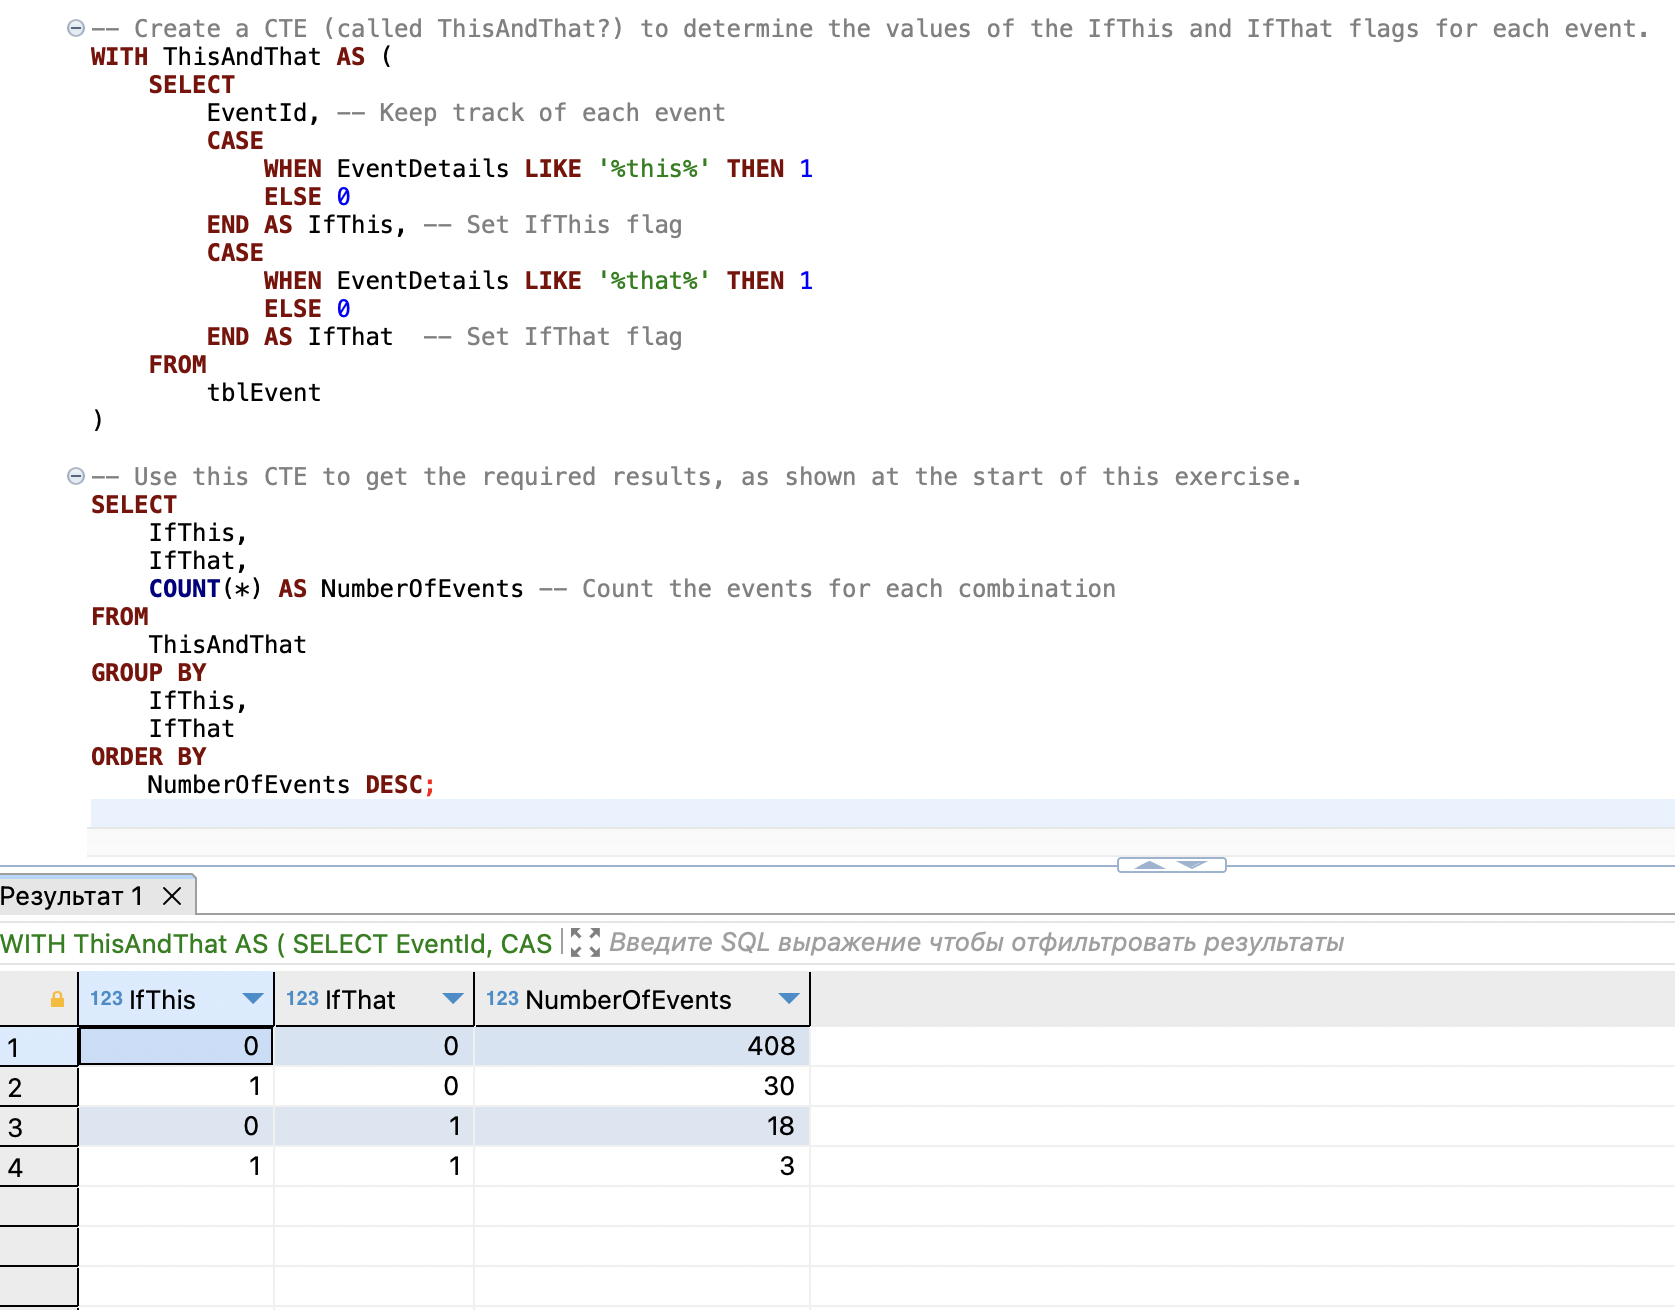 -- Create a CTE (called ThisAndThat?) to determine the values of the IfThis and IfThat flags for each event.
WITH ThisAndThat AS (
    SELECT
        EventId, -- Keep track of each event
        CASE
            WHEN EventDetails LIKE '%this%' THEN 1
            ELSE 0
        END AS IfThis, -- Set IfThis flag
        CASE
            WHEN EventDetails LIKE '%that%' THEN 1
            ELSE 0
        END AS IfThat  -- Set IfThat flag
    FROM
        tblEvent
)
-- Use this CTE to get the required results, as shown at the start of this exercise.
SELECT
    IfThis,
    IfThat,
    COUNT(*) AS NumberOfEvents -- Count the events for each combination
FROM
    ThisAndThat
GROUP BY
    IfThis,
    IfThat
ORDER BY
    NumberOfEvents DESC;
Результат 1
WITH ThisAndThat AS ( SELECT EventId, CAS Введите SQL выражение чтобы отфильтровать результаты
123 IfThis 123 IfThat 123 NumberOfEvents
1 0 0 408
2 1 0 30
3 0 1 18
4 1 1 3